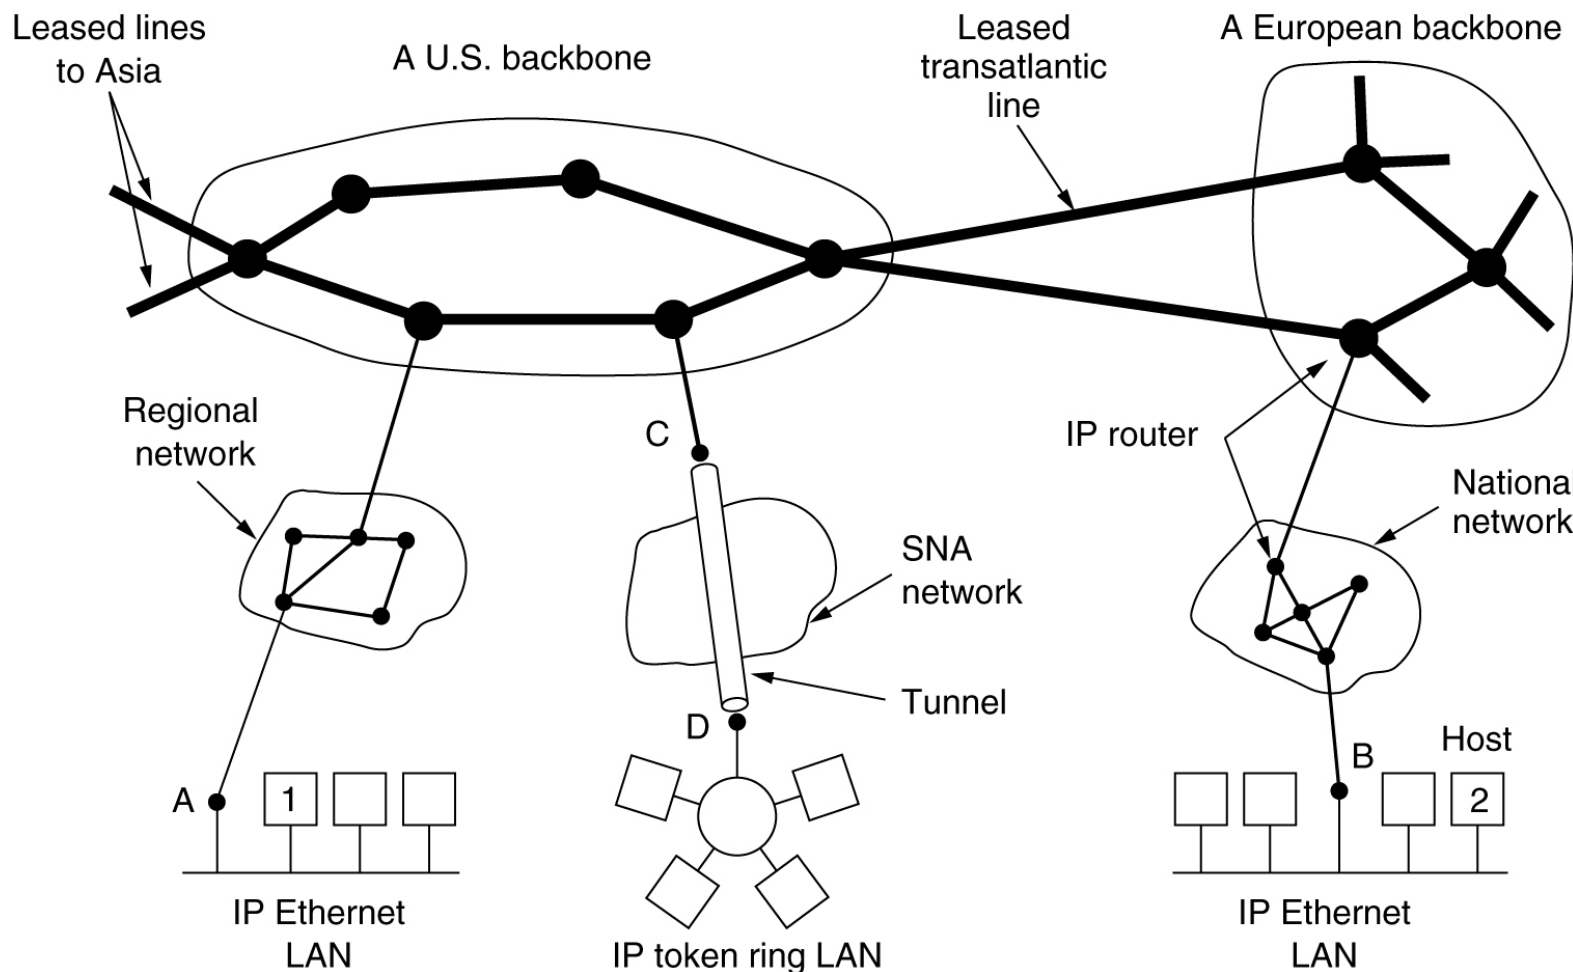 Leased lines
to Asia
A U.S. backbone
Leased
transatlantic
line
A European backbone
Regional
network
C
IP router
National
network
SNA
network
Tunnel
D
A
1
B
Host
2
IP Ethernet
LAN
IP token ring LAN
IP Ethernet
LAN